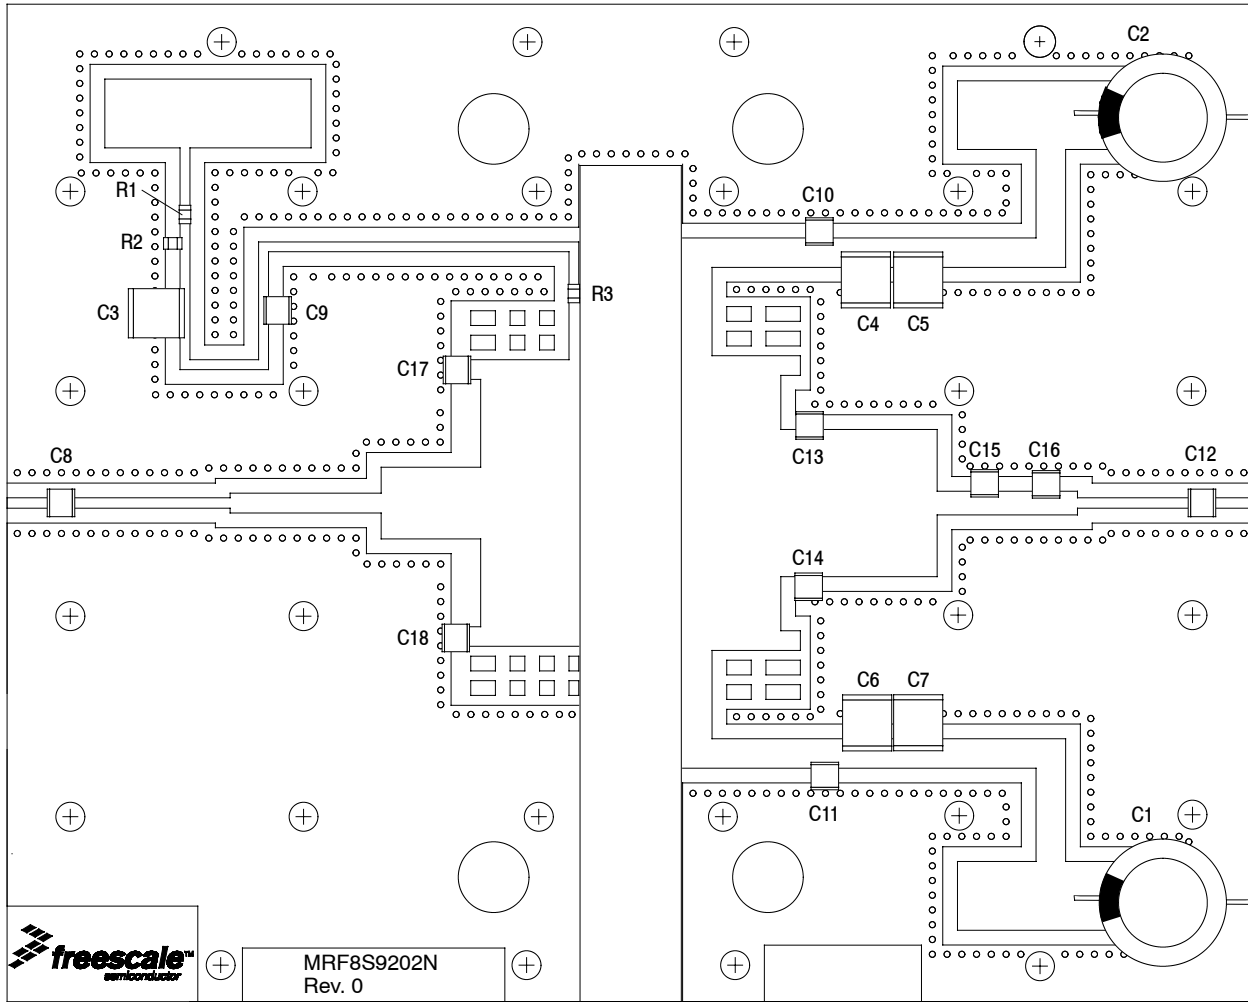 C2
R1
C10
R2
C3
C9
R3
C4 C5
C17
C13
C8
C15 C16
C12
C14
C18
C6 C7
C11
C1
freescale™
semiconductor
MRF8S9202N
Rev. 0